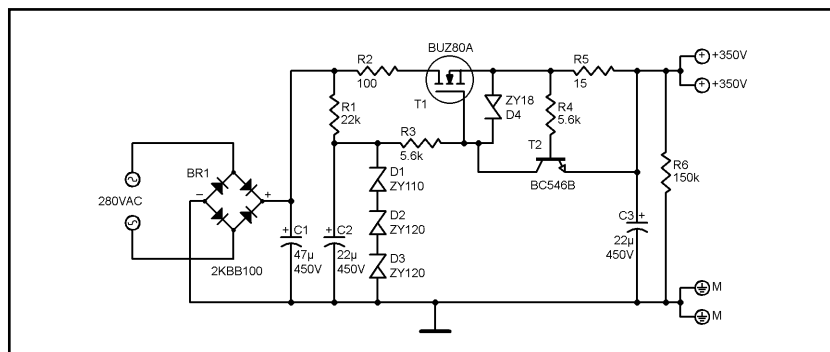 BUZ80A
T1
R2
100
R5
15
+
+350V
+
+350V
R1
22k
ZY18
D4
R4
5.6k
T2
R3
5.6k
BC546B
R6
150k
D1
ZY110
D2
ZY120
D3
ZY120
280VAC
BR1
−
+
2KBB100
+
C1
47µ
450V
+
C2
22µ
450V
C3
+
22µ
450V
M
M